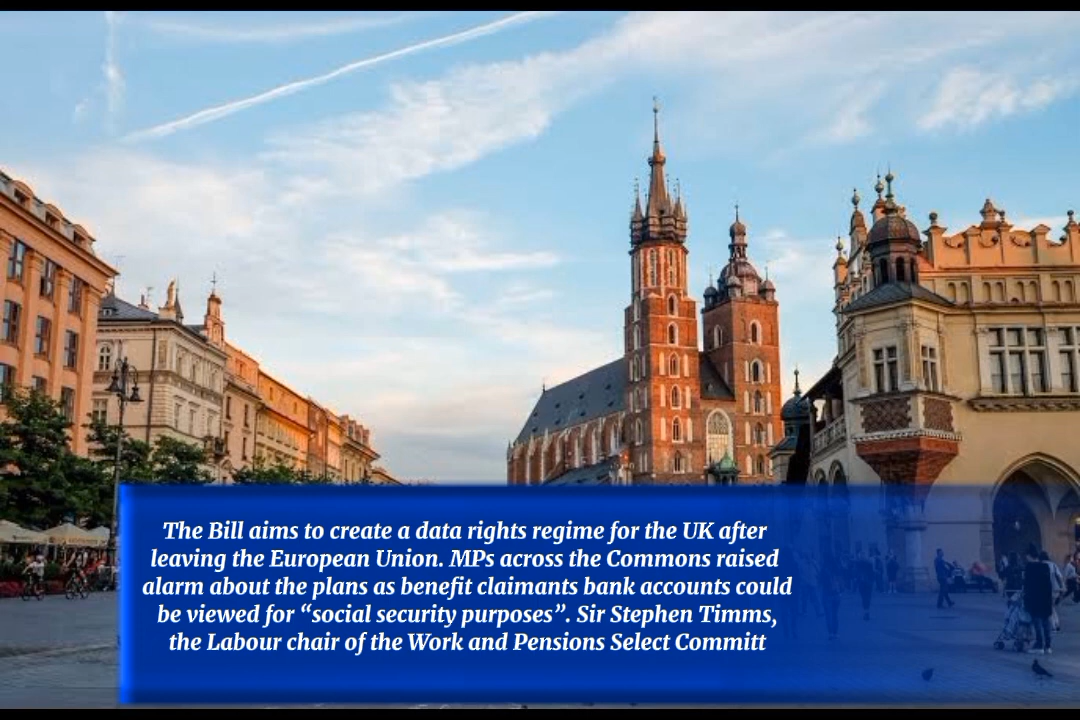 The Bill aims to create a data rights regime for the UK after
leaving the European Union. MPs across the Commons raised
alarm about the plans as benefit claimants bank accounts could
be viewed for “social security purposes”. Sir Stephen Timms,
the Labour chair of the Work and Pensions Select Committ